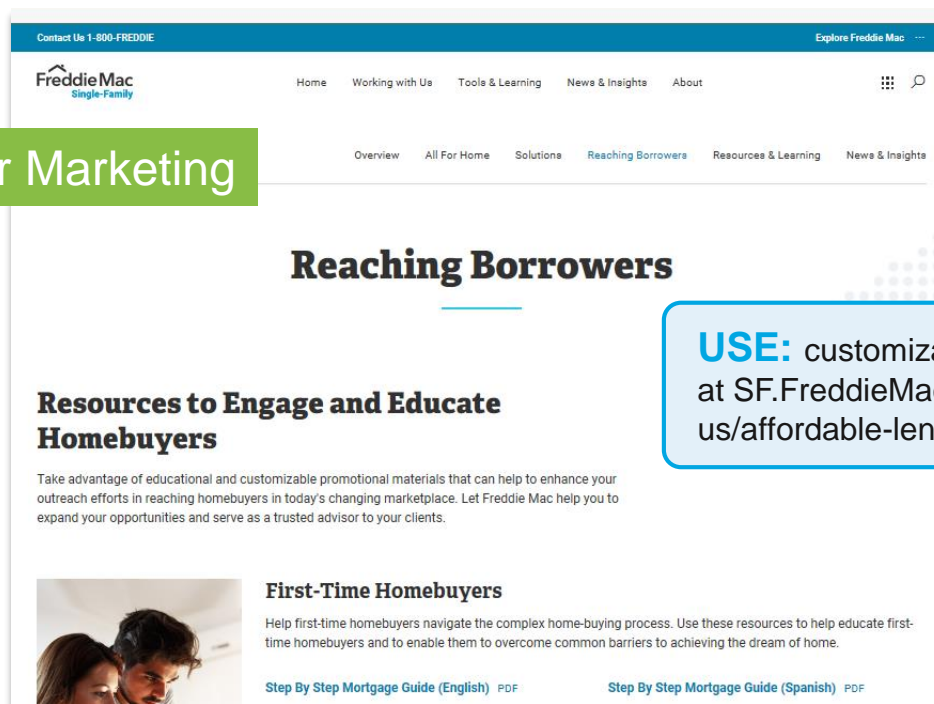 Contact Us 1-800-FREDDIE
Explore Freddie Mac ...
Freddie Mac
Single-Family
Home Working with Us Tools & Learning News & Insights About
r Marketing
Overview All For Home Solutions Reaching Borrowers Resources & Learning News & Insights
Reaching Borrowers
USE: customiza
at SF.FreddieMac
us/affordable-len
Resources to Engage and Educate
Homebuyers
Take advantage of educational and customizable promotional materials that can help to enhance your
outreach efforts in reaching homebuyers in today's changing marketplace. Let Freddie Mac help you to
expand your opportunities and serve as a trusted advisor to your clients.
First-Time Homebuyers
Help first-time homebuyers navigate the complex home-buying process. Use these resources to help educate first-
time homebuyers and to enable them to overcome common barriers to achieving the dream of home.
Step By Step Mortgage Guide (English) PDF
Step By Step Mortgage Guide (Spanish) PDF